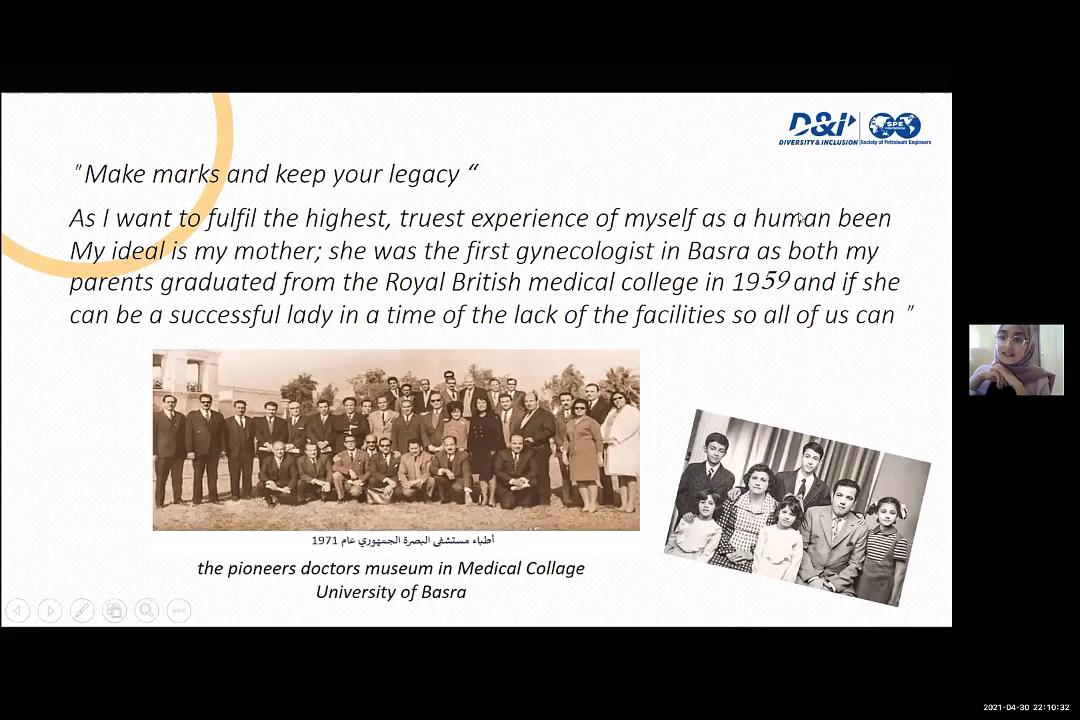 D&I
DIVERSITY & INCLUSION
SPE
International
Society of Petroleum Engineers
" Make marks and keep your legacy “
As I want to fulfil the highest, truest experience of myself as a human been
My ideal is my mother; she was the first gynecologist in Basra as both my
parents graduated from the Royal British medical college in 1959 and if she
can be a successful lady in a time of the lack of the facilities so all of us can "
أطباء مستشفى البصرة الجمهوري عام 1971
the pioneers doctors museum in Medical Collage
University of Basra
2021-04-30 22:10:32